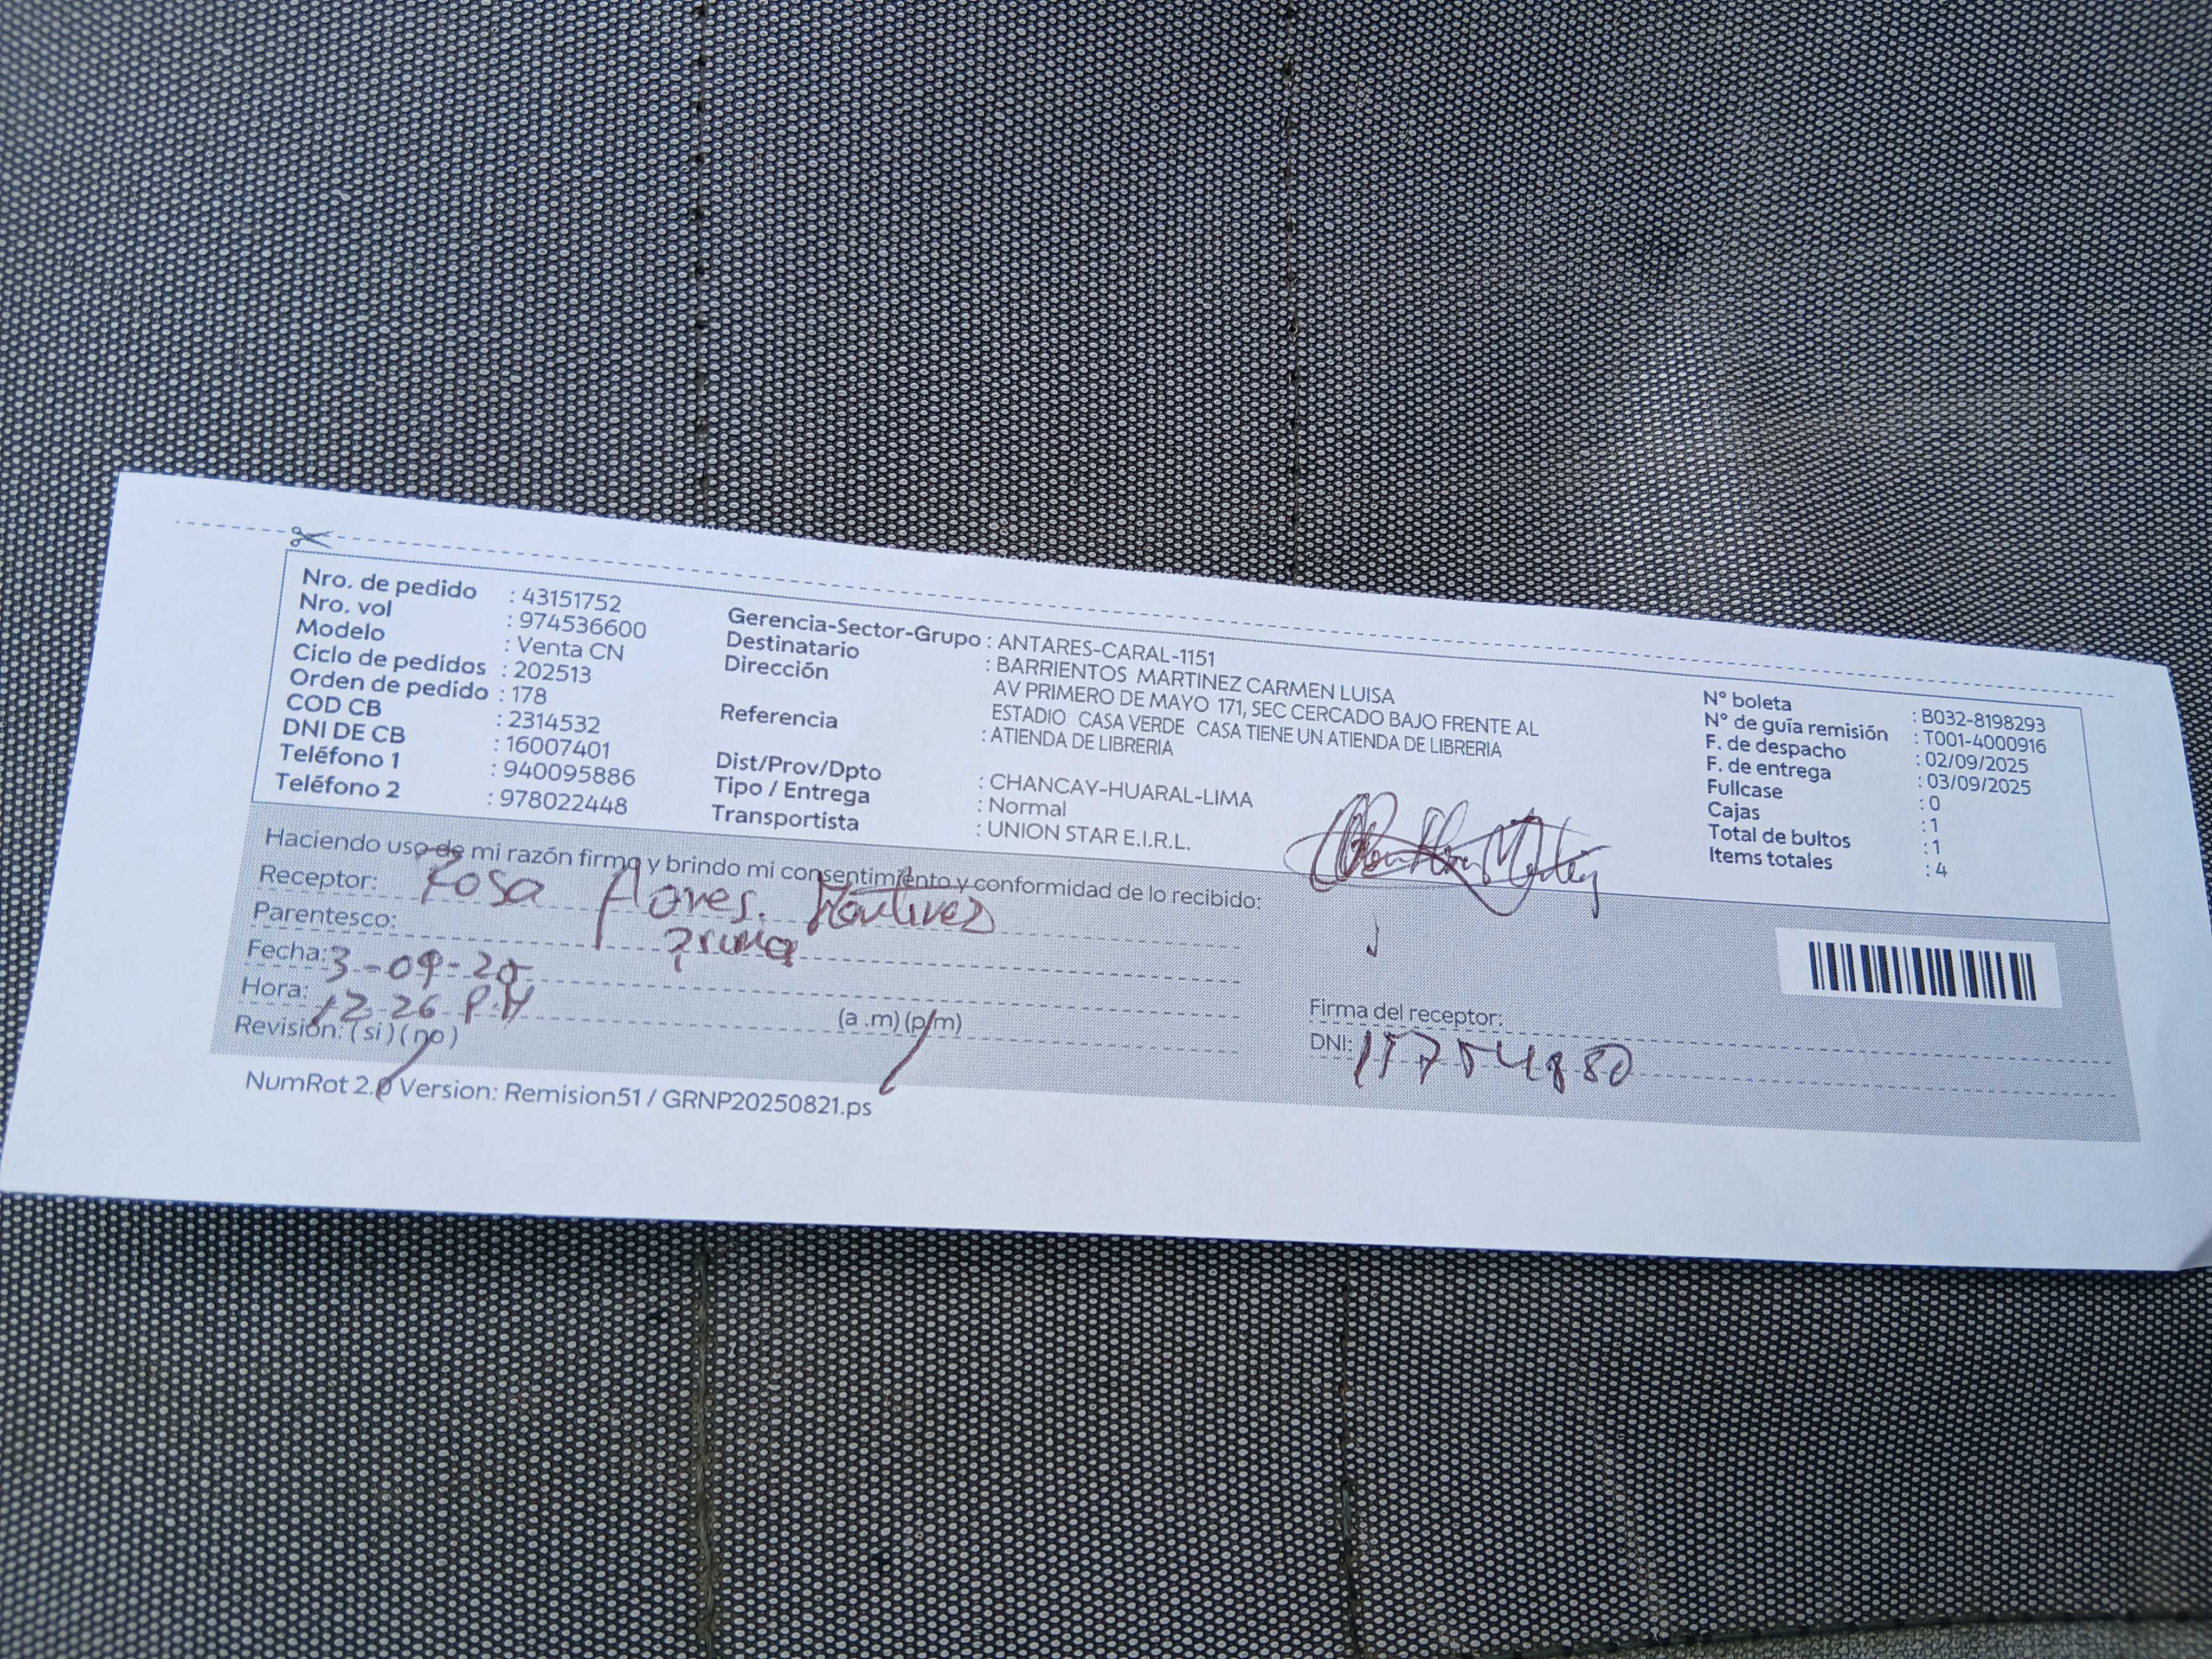 Nro. de pedido : 43151752
Nro. vol : 974536600
Modelo : Venta CN
Ciclo de pedidos : 202513
Orden de pedido : 178
COD CB : 2314532
DNI DE CB : 16007401
Teléfono 1 : 940095886
Teléfono 2 : 978022448
Gerencia-Sector-Grupo : ANTARES-CARAL-1151
Destinatario : BARRIENTOS MARTINEZ CARMEN LUISA
Dirección AV PRIMERO DE MAYO 171, SEC CERCADO BAJO FRENTE AL
ESTADIO CASA VERDE CASA TIENE UN ATIENDA DE LIBRERIA
Referencia : ATIENDA DE LIBRERIA
Dist/Prov/Dpto : CHANCAY-HUARAL-LIMA
Tipo / Entrega : Normal
Transportista : UNION STAR E.I.R.L.
N° boleta : B032-8198293
N° de guía remisión : T001-4000916
F. de despacho : 02/09/2025
F. de entrega : 03/09/2025
Fullcase : 0
Cajas : 1
Total de bultos : 1
Items totales : 4
Haciendo uso de mi razón firmo y brindo mi consentimiento y conformidad de lo recibido:
Receptor: Rosa Flores Martinez
Parentesco: prima
Fecha: 3-09-25
Hora: 12-26 P.M (a .m) (p/m)
Revisión: (si) (no)
Firma del receptor:
DNI:
NumRot 2.0 Version: Remision51 / GRNP20250821.ps